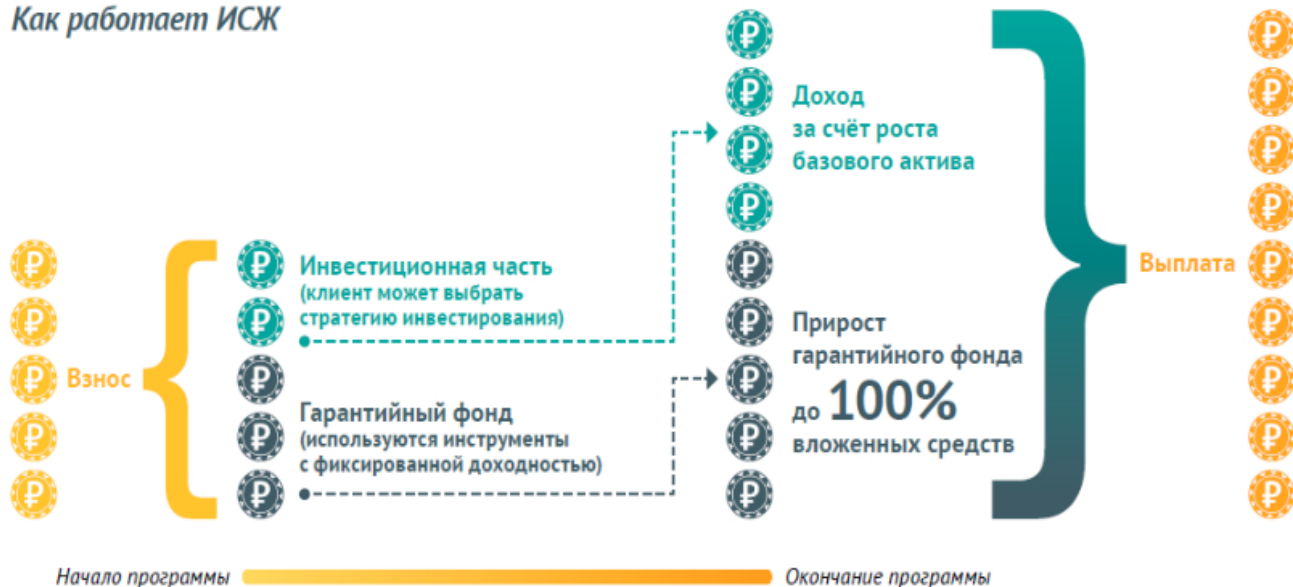 Как работает ИСЖ
Доход
за счёт роста
базового актива
Инвестиционная часть
(клиент может выбрать
стратегию инвестирования)
Выплата
Прирост
гарантийного фонда
до 100%
вложенных средств
Взнос
Гарантийный фонд
(используются инструменты
с фиксированной доходностью)
Начало программы
Окончание программы